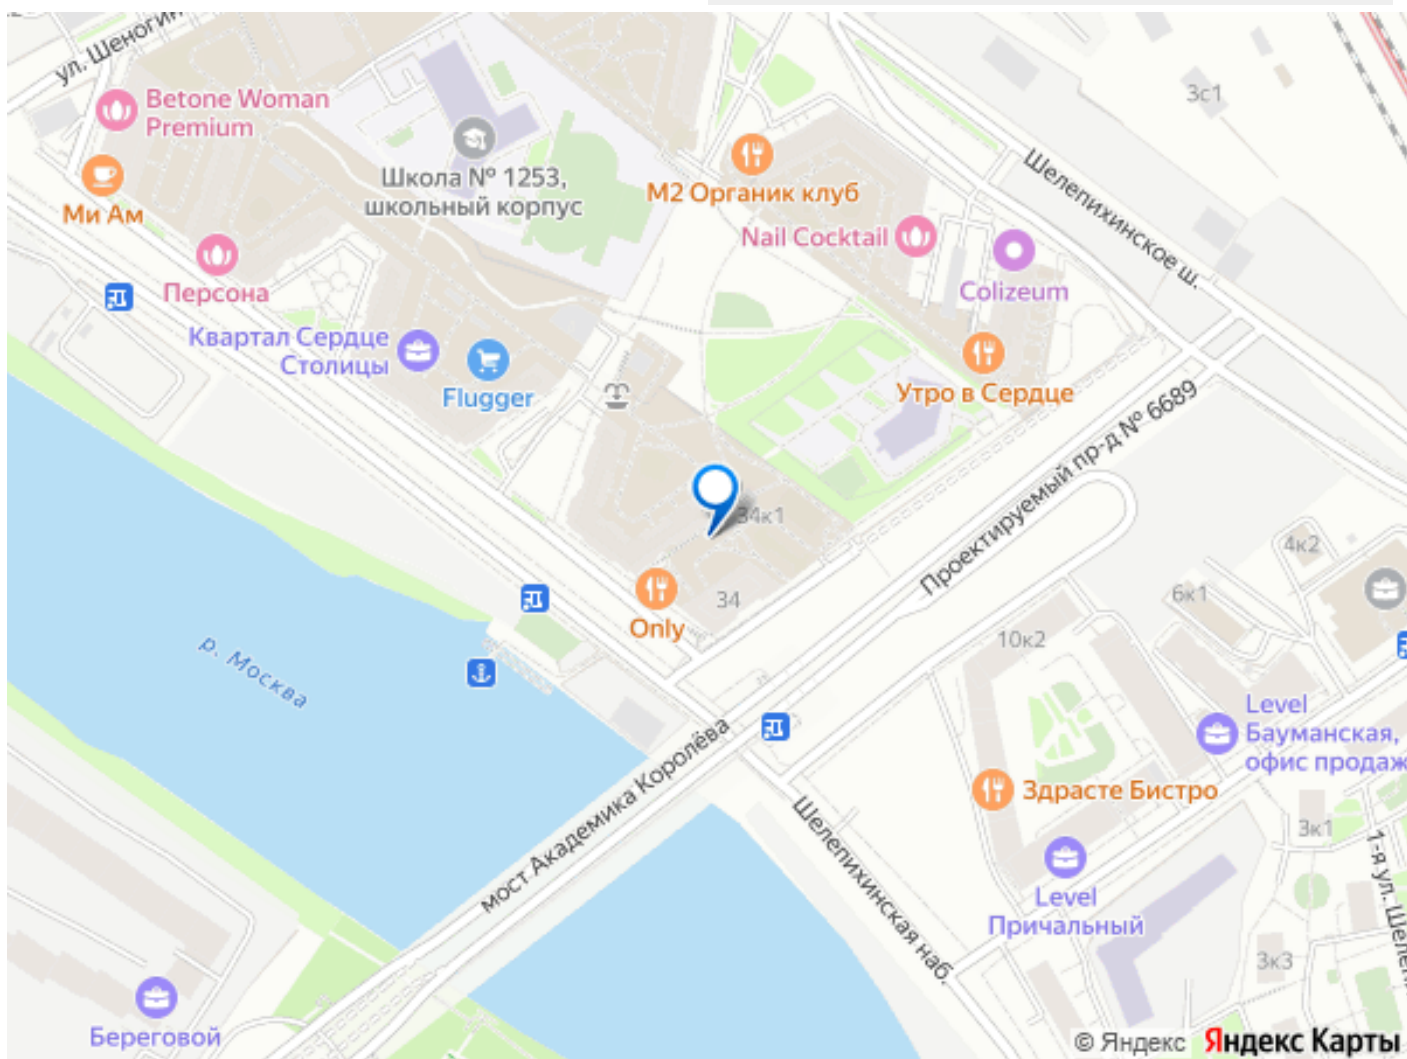 ул. Шеногин
Betone Woman
Premium
3с1
Школа № 1253,
школьный корпус
М2 Органик клуб
Шелепихинское ш.
Ми Ам
Nail Cocktail
Персона
Colizeum
Квартал Сердце
Столицы
Flugger
Утро в Сердце
Проектируемый пр-д № 6689
34к1
4к2
6к1
34
Only
10к2
р. Москва
Level
Бауманская,
офис продаж
мост Академика Королёва
Здрасте Бистро
Шелепихинская наб.
3к1
1-я ул. Шелепи
Level
Причальный
3к3
Береговой
© Яндекс Яндекс Карты